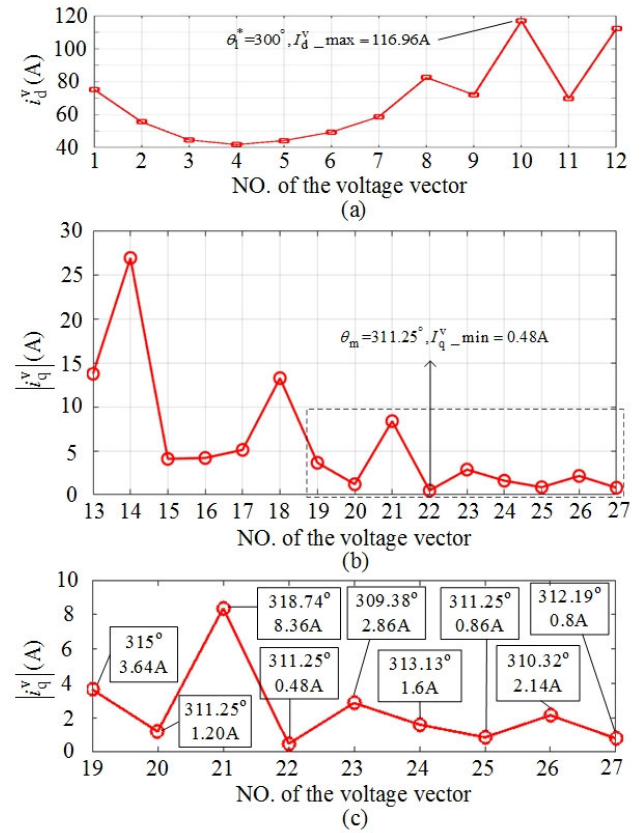 120
100
80
60
40
i_d^v(A)
θ_i^*=300°, I_d^v_max=116.96A
1 2 3 4 5 6 7 8 9 10 11 12
NO. of the voltage vector
(a)
30
25
20
15
10
5
0
|i_q^v|(A)
θ_m=311.25°, I_q^v_min=0.48A
13 14 15 16 17 18 19 20 21 22 23 24 25 26 27
NO. of the voltage vector
(b)
10
8
6
4
2
0
|i_q^v|(A)
315°
3.64A
311.25°
1.20A
318.74°
8.36A
311.25°
0.48A
309.38°
2.86A
313.13°
1.6A
311.25°
0.86A
310.32°
2.14A
312.19°
0.8A
19 20 21 22 23 24 25 26 27
NO. of the voltage vector
(c)